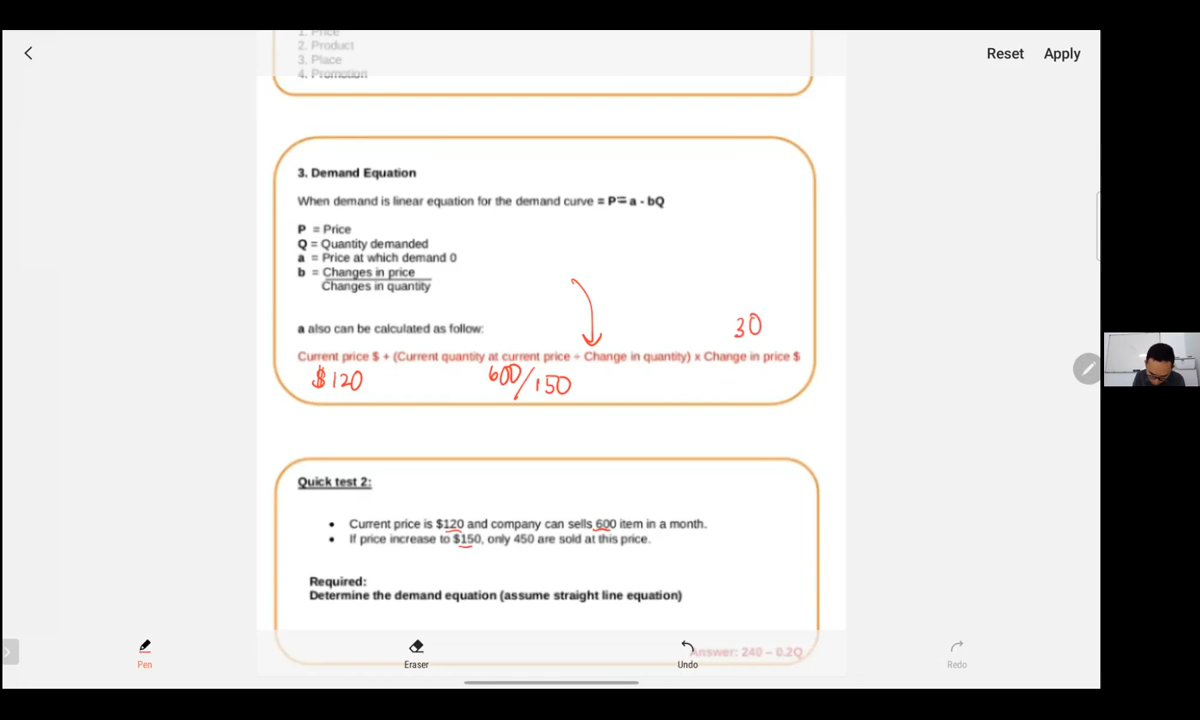 1. Price
2. Product
3. Place
4. Promotion
Reset Apply
3. Demand Equation
When demand is linear equation for the demand curve = P= a - bQ
P = Price
Q = Quantity demanded
a = Price at which demand 0
b = Changes in price
Changes in quantity
a also can be calculated as follow:
30
Current price $ + (Current quantity at current price ÷ Change in quantity) x Change in price $
$120 600/150
Quick test 2:
• Current price is $120 and company can sells 600 item in a month.
• If price increase to $150, only 450 are sold at this price.
Required:
Determine the demand equation (assume straight line equation)
Answer: 240 – 0.2Q
Pen Eraser Undo Redo